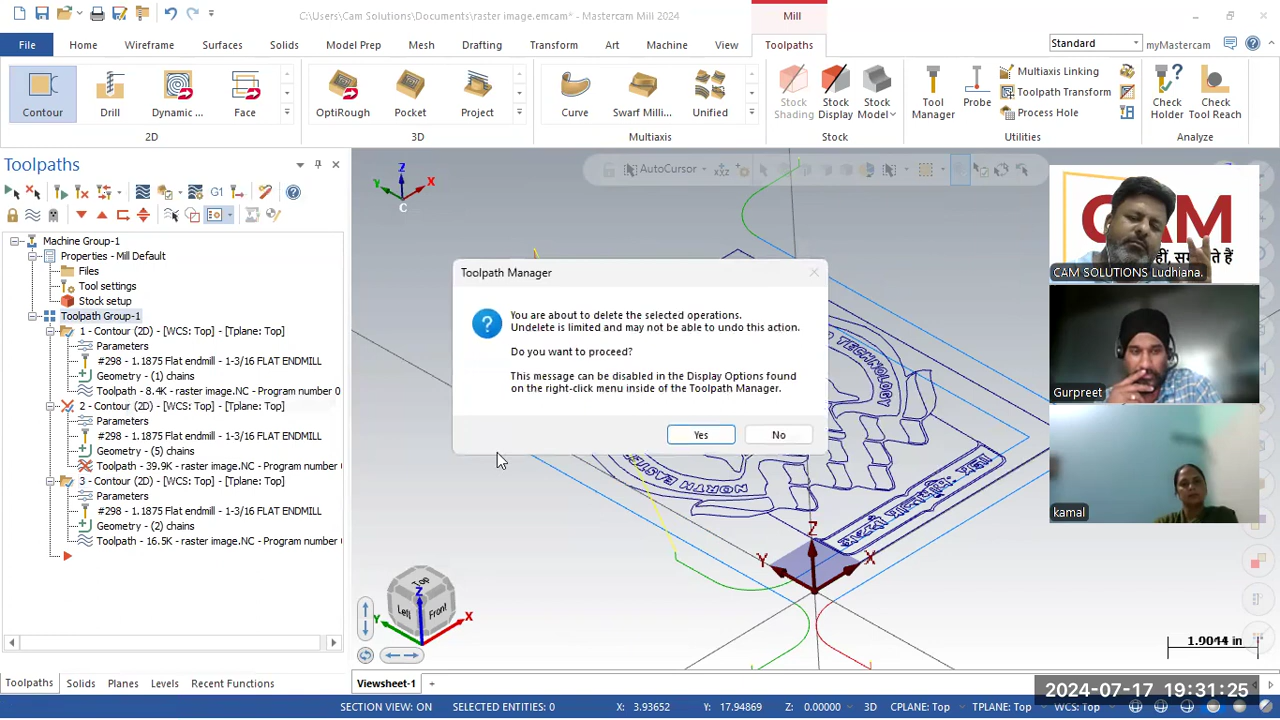 C:\Users\Cam Solutions\Documents\raster image.emcam* - Mastercam Mill 2024
Mill
File
Home
Wireframe
Surfaces
Solids
Model Prep
Mesh
Drafting
Transform
Art
Machine
View
Toolpaths
Standard
myMastercam
Contour
Drill
Dynamic ...
Face
OptiRough
Pocket
Project
Curve
Swarf Milli...
Unified
Stock Shading
Stock Display
Stock Model
Tool Manager
Probe
Multiaxis Linking
Toolpath Transform
Process Hole
Check Holder
Check Tool Reach
2D
3D
Multiaxis
Stock
Utilities
Analyze
Toolpaths
G1
Machine Group-1
Properties - Mill Default
Files
Tool settings
Stock setup
Toolpath Group-1
1 - Contour (2D) - [WCS: Top] - [Tplane: Top]
Parameters
#298 - 1.1875 Flat endmill - 1-3/16 FLAT ENDMILL
Geometry - (1) chains
Toolpath - 8.4K - raster image.NC - Program number 0
2 - Contour (2D) - [WCS: Top] - [Tplane: Top]
Parameters
#298 - 1.1875 Flat endmill - 1-3/16 FLAT ENDMILL
Geometry - (5) chains
Toolpath - 39.9K - raster image.NC - Program number
3 - Contour (2D) - [WCS: Top] - [Tplane: Top]
Parameters
#298 - 1.1875 Flat endmill - 1-3/16 FLAT ENDMILL
Geometry - (2) chains
Toolpath - 16.5K - raster image.NC - Program number
AutoCursor
Z
Y X
C
Toolpath Manager
You are about to delete the selected operations.
Undelete is limited and may not be able to undo this action.
Do you want to proceed?
This message can be disabled in the Display Options found
on the right-click menu inside of the Toolpath Manager.
Yes
No
TECHNOLOGY
NORTH EASTER
Z
Y X
Top
Z
Left
Front
Y X
CAM
CAM SOLUTIONS Ludhiana.
Gurpreet
kamal
1.9044 in
Toolpaths
Solids
Planes
Levels
Recent Functions
Viewsheet-1
+
2024-07-17 19:31:25
SECTION VIEW: ON
SELECTED ENTITIES: 0
X: 3.93652
Y: 17.94869
Z: 0.00000
3D
CPLANE: Top
TPLANE: Top
WCS: Top